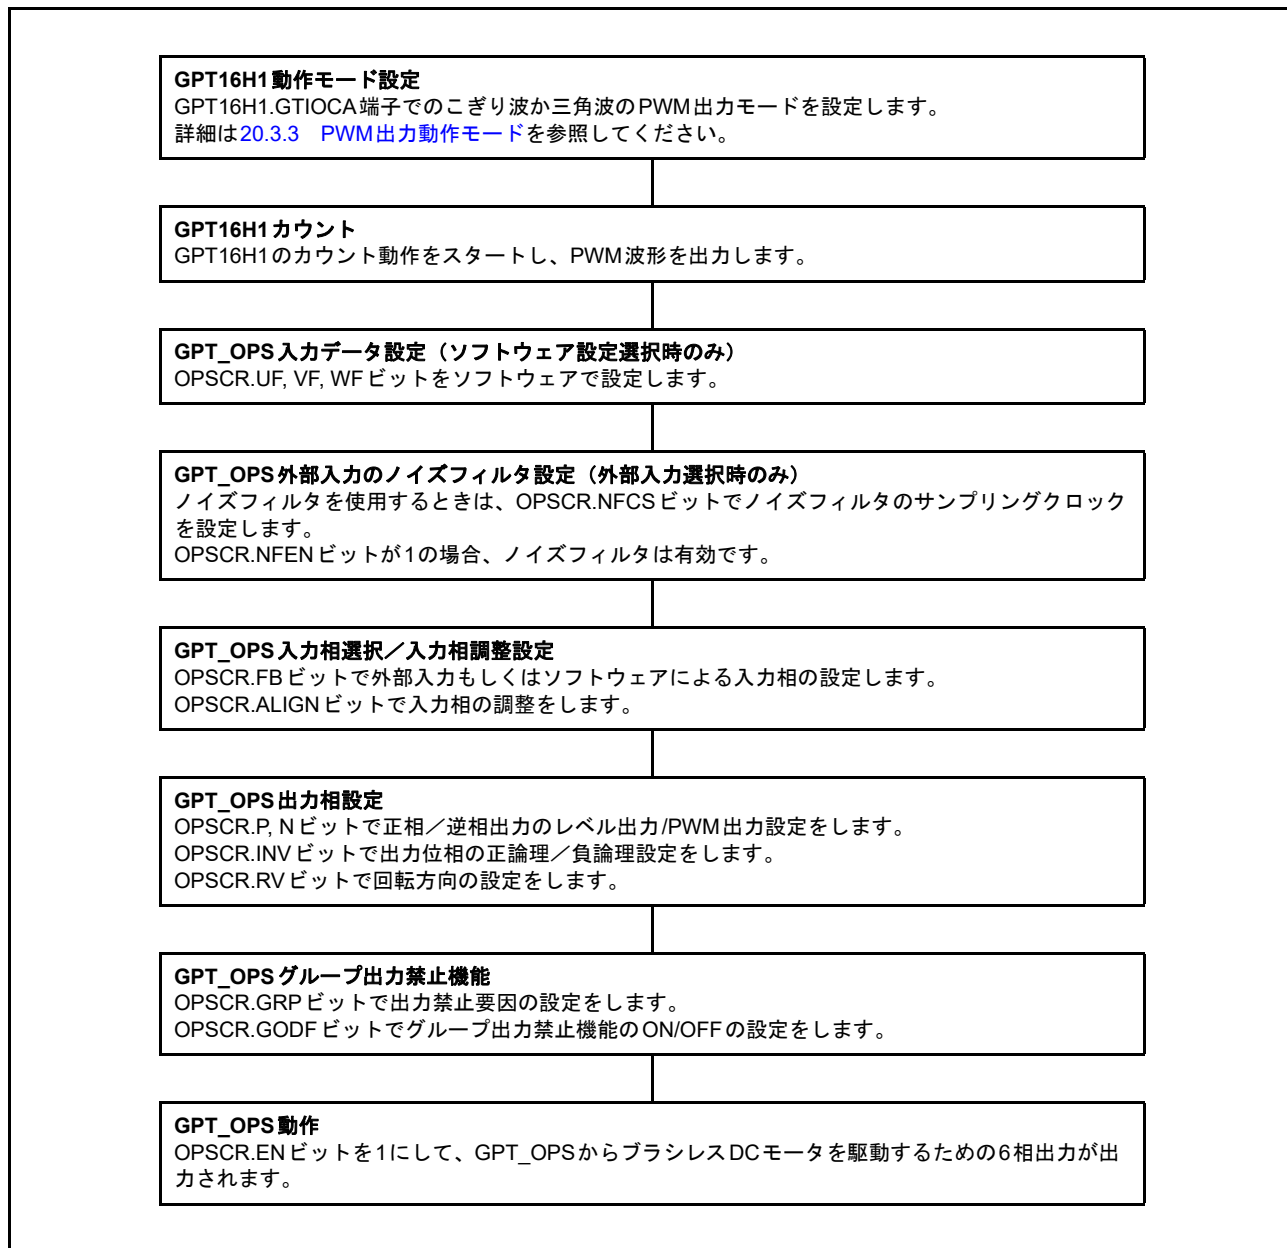 GPT16H1動作モード設定
GPT16H1.GTIOCA端子でのこぎり波か三角波のPWM出力モードを設定します。
詳細は20.3.3　PWM出力動作モードを参照してください。
GPT16H1カウント
GPT16H1のカウント動作をスタートし、PWM波形を出力します。
GPT_OPS入力データ設定（ソフトウェア設定選択時のみ）
OPSCR.UF, VF, WFビットをソフトウェアで設定します。
GPT_OPS外部入力のノイズフィルタ設定（外部入力選択時のみ）
ノイズフィルタを使用するときは、OPSCR.NFCSビットでノイズフィルタのサンプリングクロック
を設定します。
OPSCR.NFENビットが1の場合、ノイズフィルタは有効です。
GPT_OPS入力相選択／入力相調整設定
OPSCR.FBビットで外部入力もしくはソフトウェアによる入力相の設定します。
OPSCR.ALIGNビットで入力相の調整をします。
GPT_OPS出力相設定
OPSCR.P, Nビットで正相／逆相出力のレベル出力/PWM出力設定をします。
OPSCR.INVビットで出力位相の正論理／負論理設定をします。
OPSCR.RVビットで回転方向の設定をします。
GPT_OPSグループ出力禁止機能
OPSCR.GRPビットで出力禁止要因の設定をします。
OPSCR.GODFビットでグループ出力禁止機能のON/OFFの設定をします。
GPT_OPS動作
OPSCR.ENビットを1にして、GPT_OPSからブラシレスDCモータを駆動するための6相出力が出
力されます。